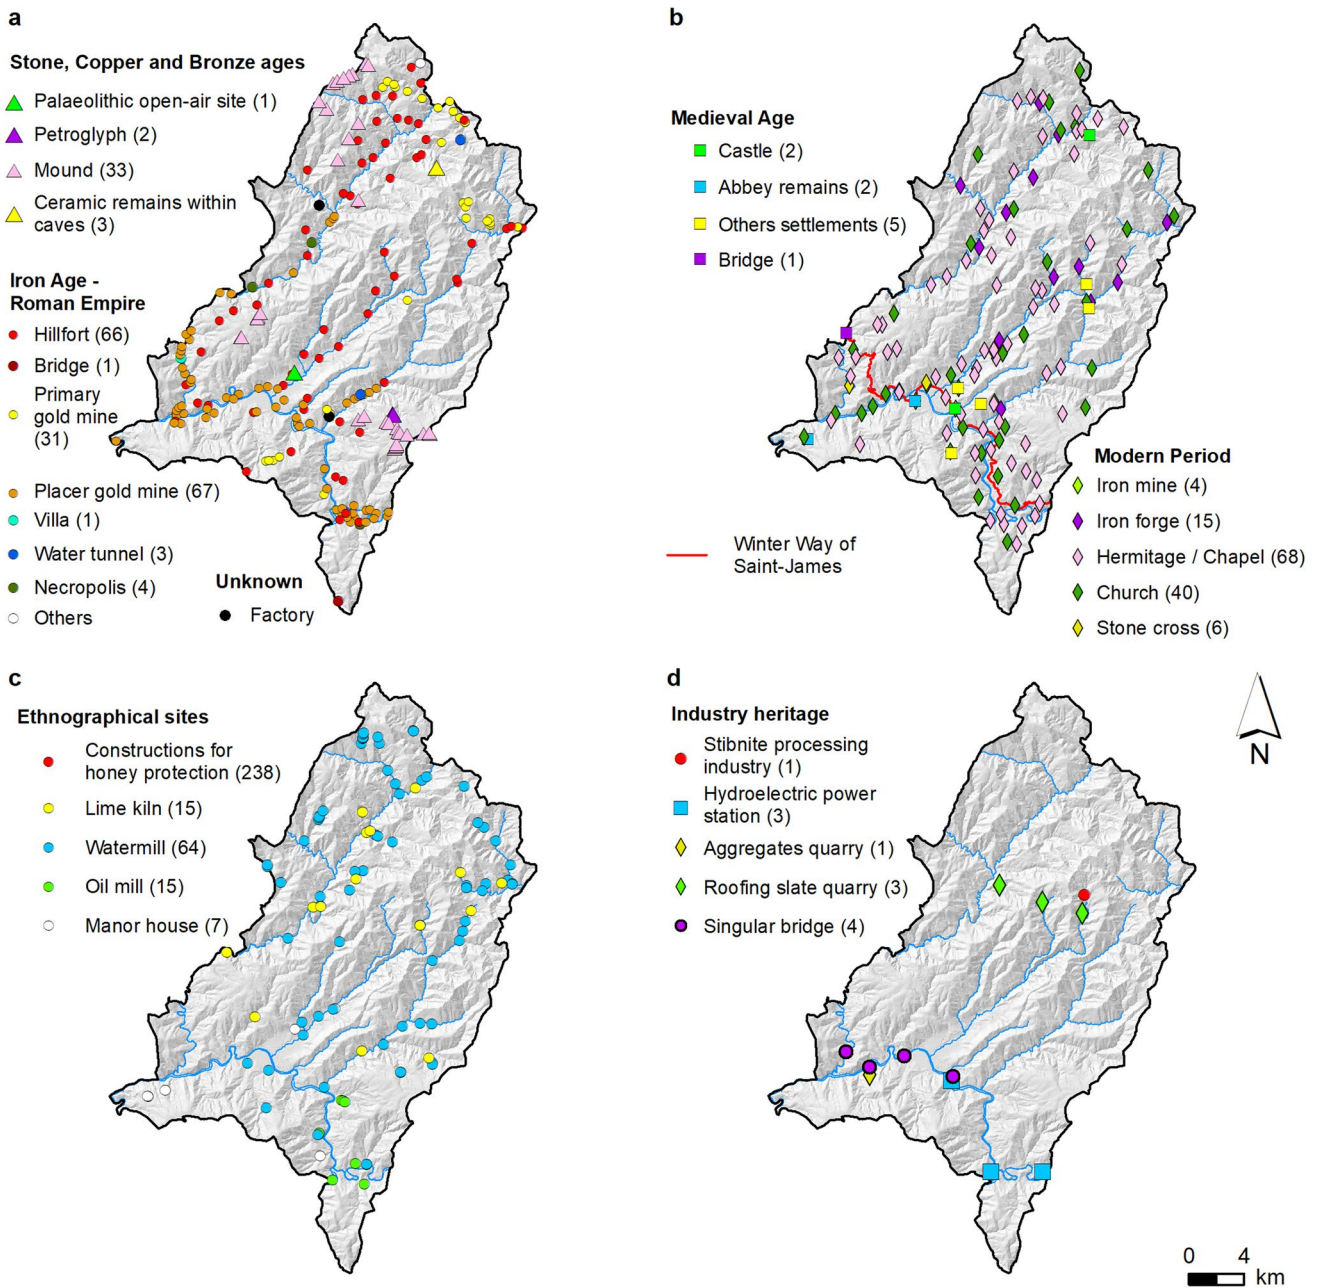 a
Stone, Copper and Bronze ages
Palaeolithic open-air site (1)
Petroglyph (2)
Mound (33)
Ceramic remains within
caves (3)
Iron Age -
Roman Empire
Hillfort (66)
Bridge (1)
Primary
gold mine
(31)
Placer gold mine (67)
Villa (1)
Water tunnel (3)
Necropolis (4)
Others
Unknown
Factory
b
Medieval Age
Castle (2)
Abbey remains (2)
Others settlements (5)
Bridge (1)
Winter Way of
Saint-James
Modern Period
Iron mine (4)
Iron forge (15)
Hermitage / Chapel (68)
Church (40)
Stone cross (6)
c
Ethnographical sites
Constructions for
honey protection (238)
Lime kiln (15)
Watermill (64)
Oil mill (15)
Manor house (7)
d
Industry heritage
Stibnite processing
industry (1)
Hydroelectric power
station (3)
Aggregates quarry (1)
Roofing slate quarry (3)
Singular bridge (4)
N
0 4
km